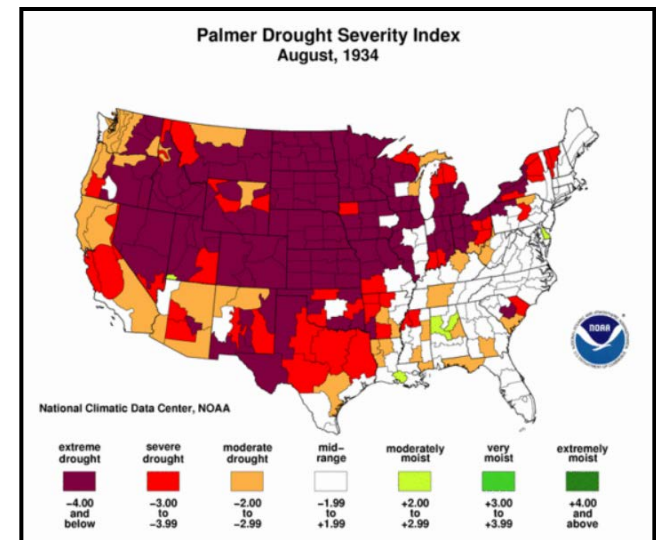 Palmer Drought Severity Index
August, 1934
NOAA
National Climatic Data Center, NOAA
extreme drought
severe drought
moderate drought
mid-range
moderately moist
very moist
extremely moist
-4.00 and below
-3.00 to -3.99
-2.00 to -2.99
-1.99 to +1.99
+2.00 to +2.99
+3.00 to +3.99
+4.00 and above